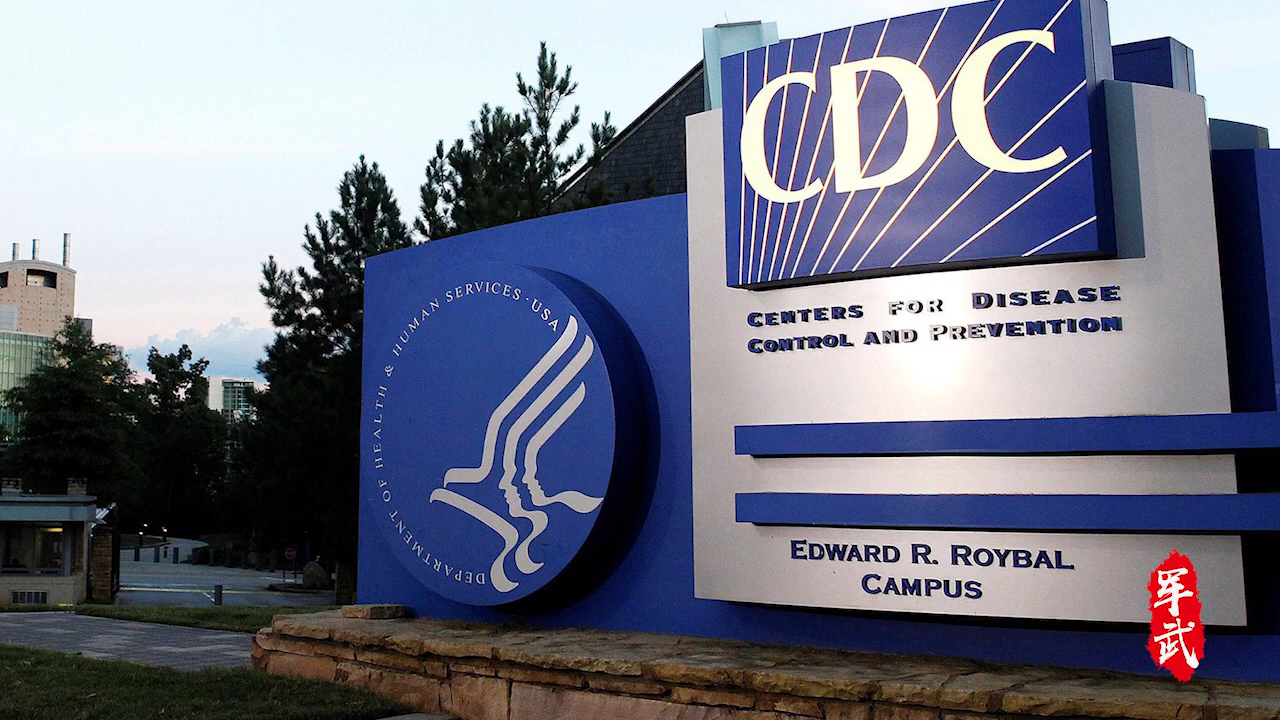 CDC
CENTERS FOR DISEASE
CONTROL AND PREVENTION
DEPARTMENT OF HEALTH & HUMAN SERVICES · USA
EDWARD R. ROYBAL
CAMPUS
军武